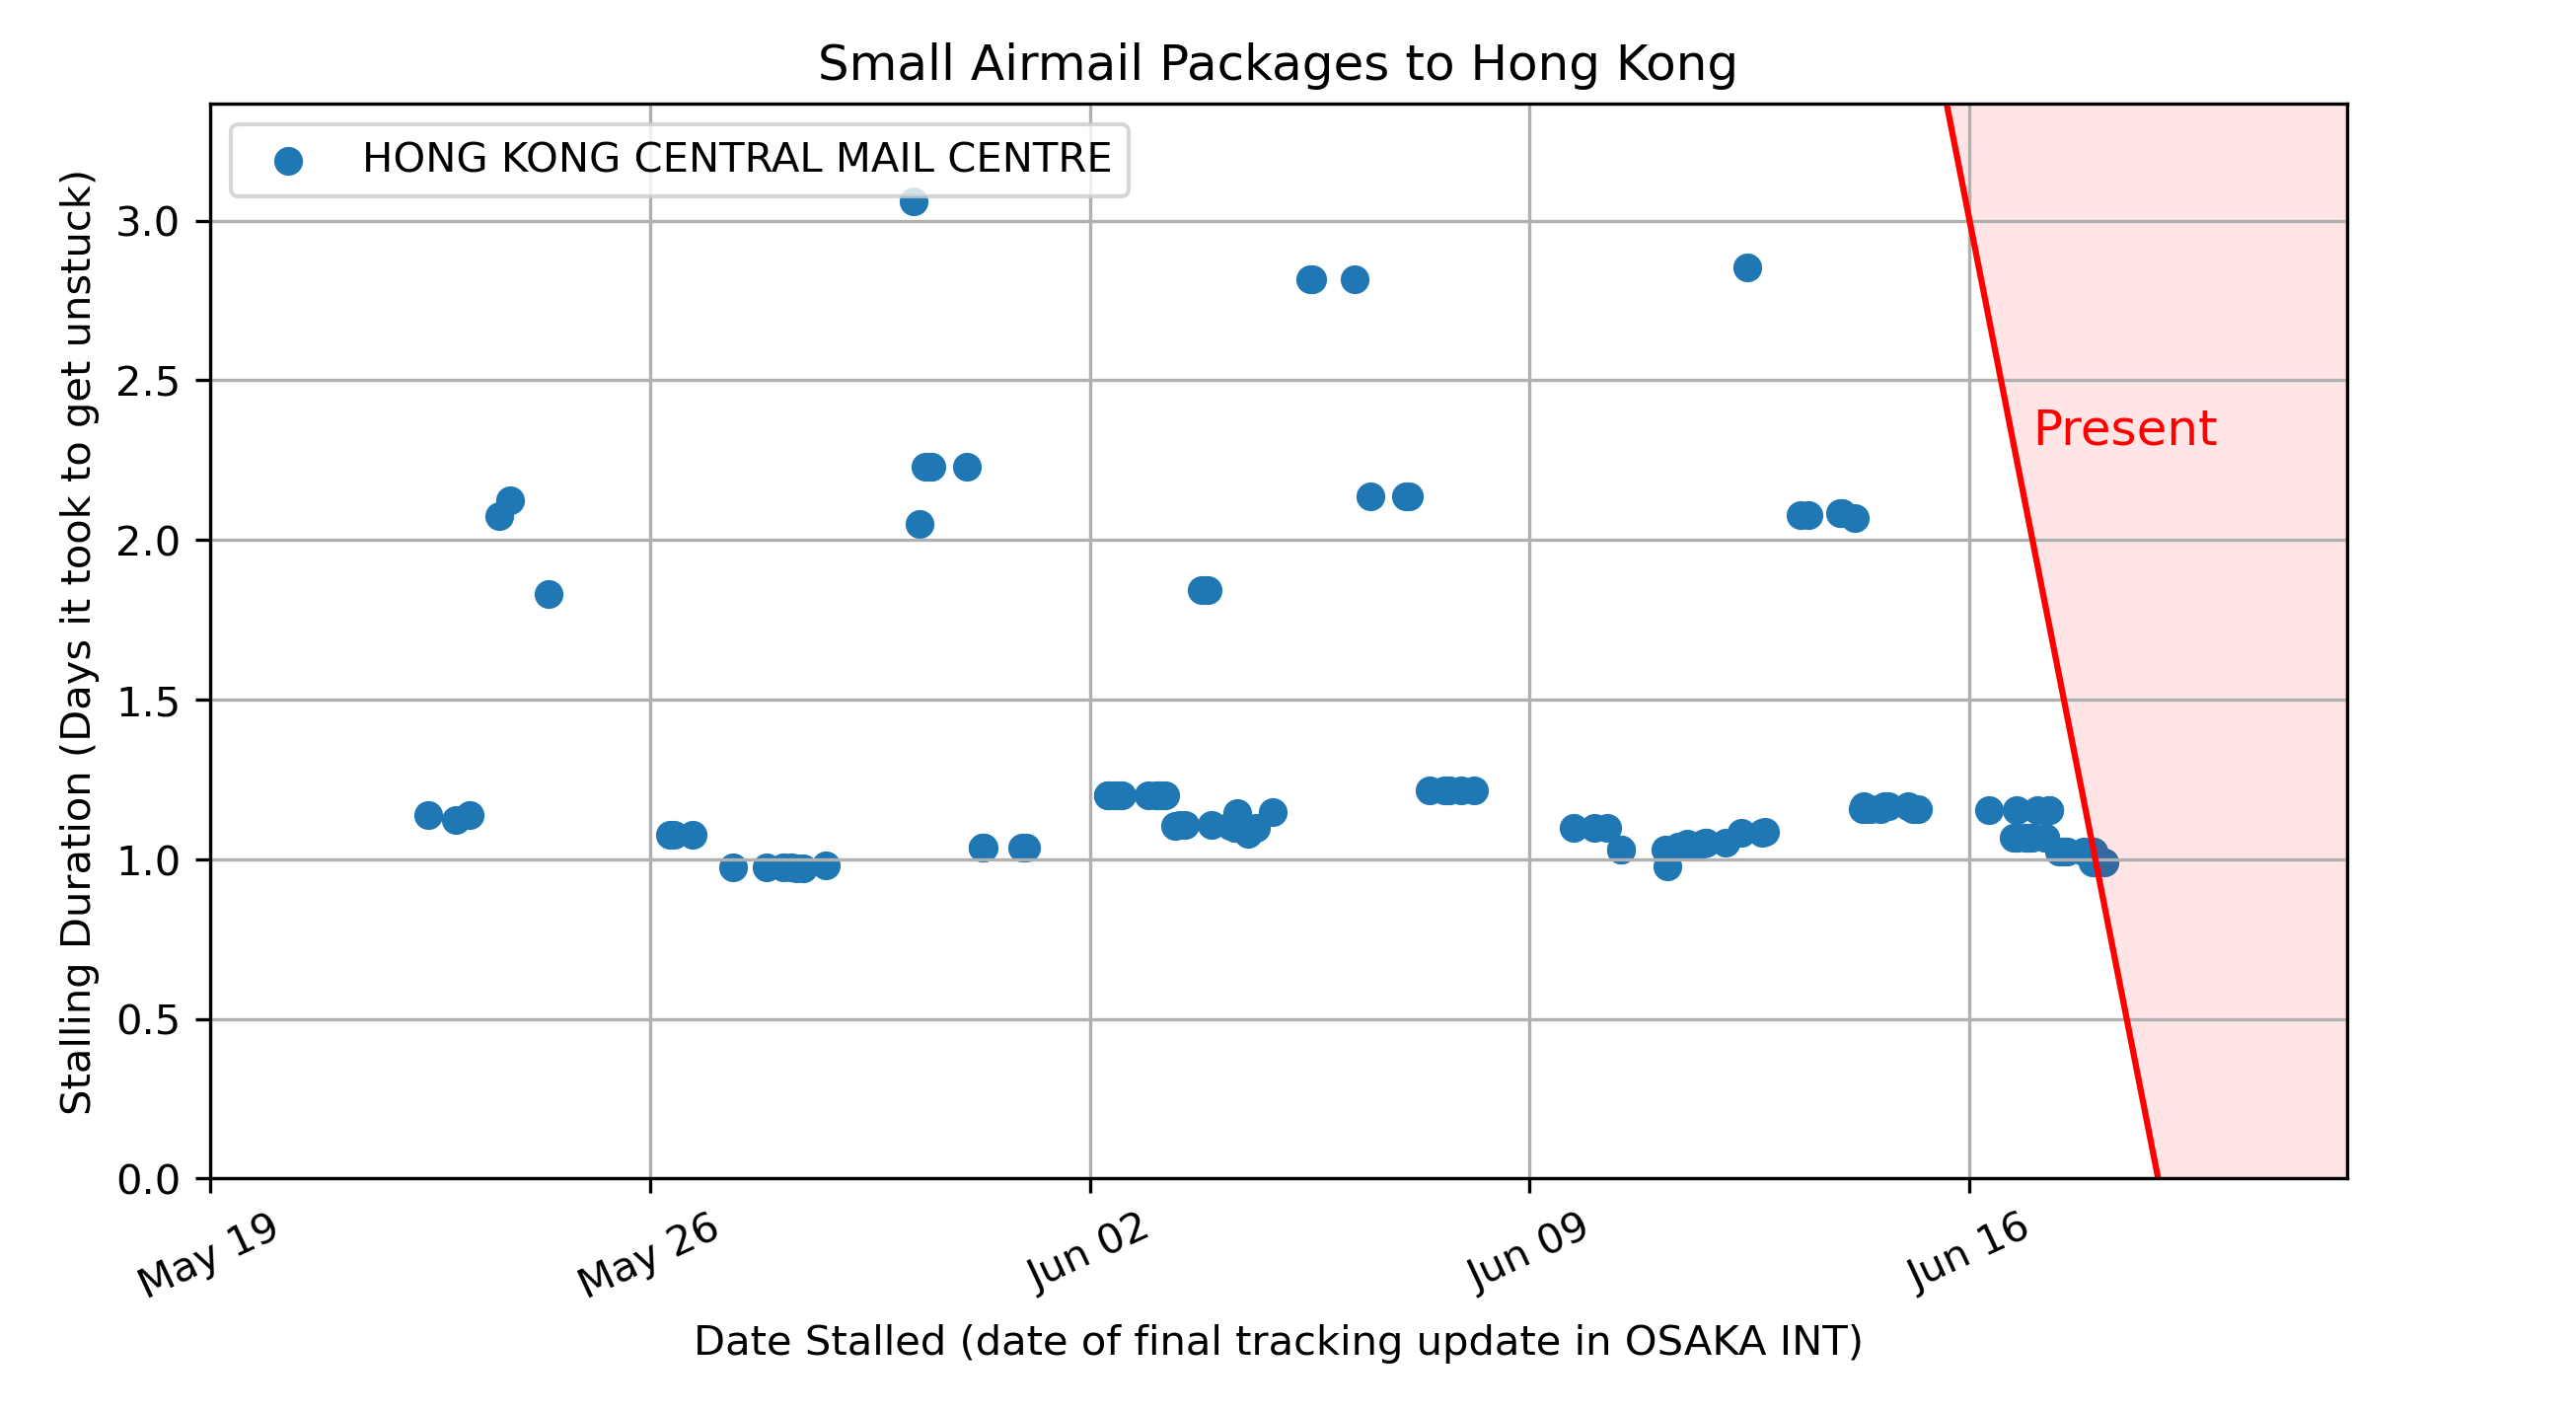 Small Airmail Packages to Hong Kong
HONG KONG CENTRAL MAIL CENTRE
Stalling Duration (Days it took to get unstuck)
3.0
2.5
2.0
1.5
1.0
0.5
0.0
Present
May 19
May 26
Jun 02
Jun 09
Jun 16
Date Stalled (date of final tracking update in OSAKA INT)